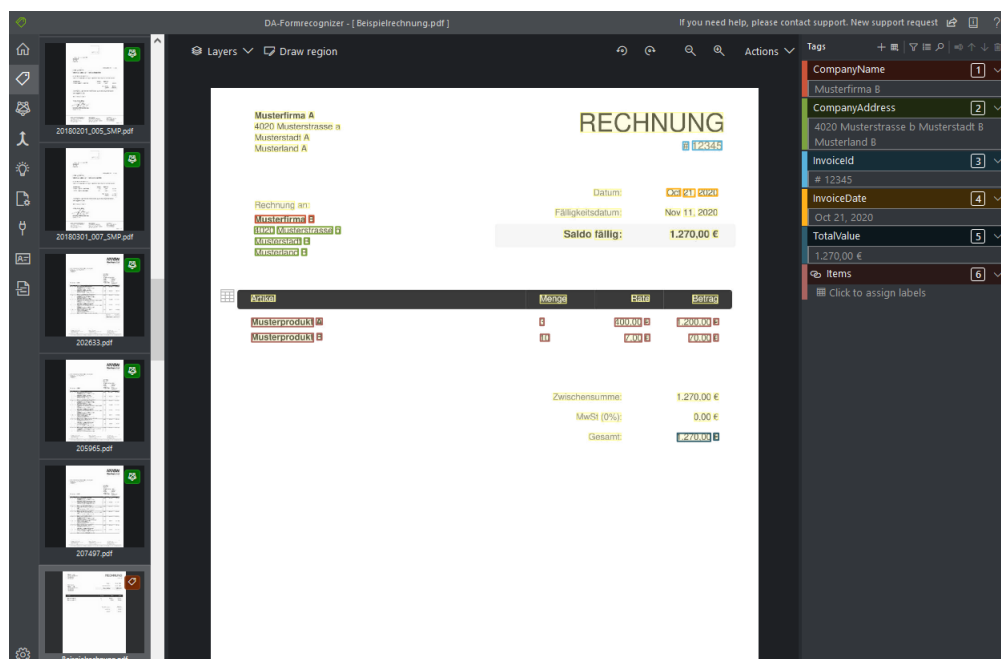 DA-Formrecognizer - [ Beispielrechnung.pdf ]
If you need help, please contact support. New support request
20180201_005_SMP.pdf
20180301_007_SMP.pdf
202633.pdf
205965.pdf
207497.pdf
Beispielrechnung.pdf
Layers
Draw region
Actions
Musterfirma A
4020 Musterstrasse a
Musterstadt A
Musterland A
RECHNUNG
# 12345
Rechnung an:
Musterfirma B
4020 Musterstrasse b
Musterstadt B
Musterland B
Datum: Oct 21, 2020
Fälligkeitsdatum: Nov 11, 2020
Saldo fällig: 1.270,00 €
Artikel Menge Rate Betrag
Musterprodukt A 3 400,00 € 1.200,00 €
Musterprodukt B 10 7,00 € 70,00 €
Zwischensumme: 1.270,00 €
MwSt (0%): 0,00 €
Gesamt: 1.270,00 €
Tags
CompanyName 1
Musterfirma B
CompanyAddress 2
4020 Musterstrasse b Musterstadt B
Musterland B
InvoiceId 3
# 12345
InvoiceDate 4
Oct 21, 2020
TotalValue 5
1.270,00 €
Items 6
Click to assign labels